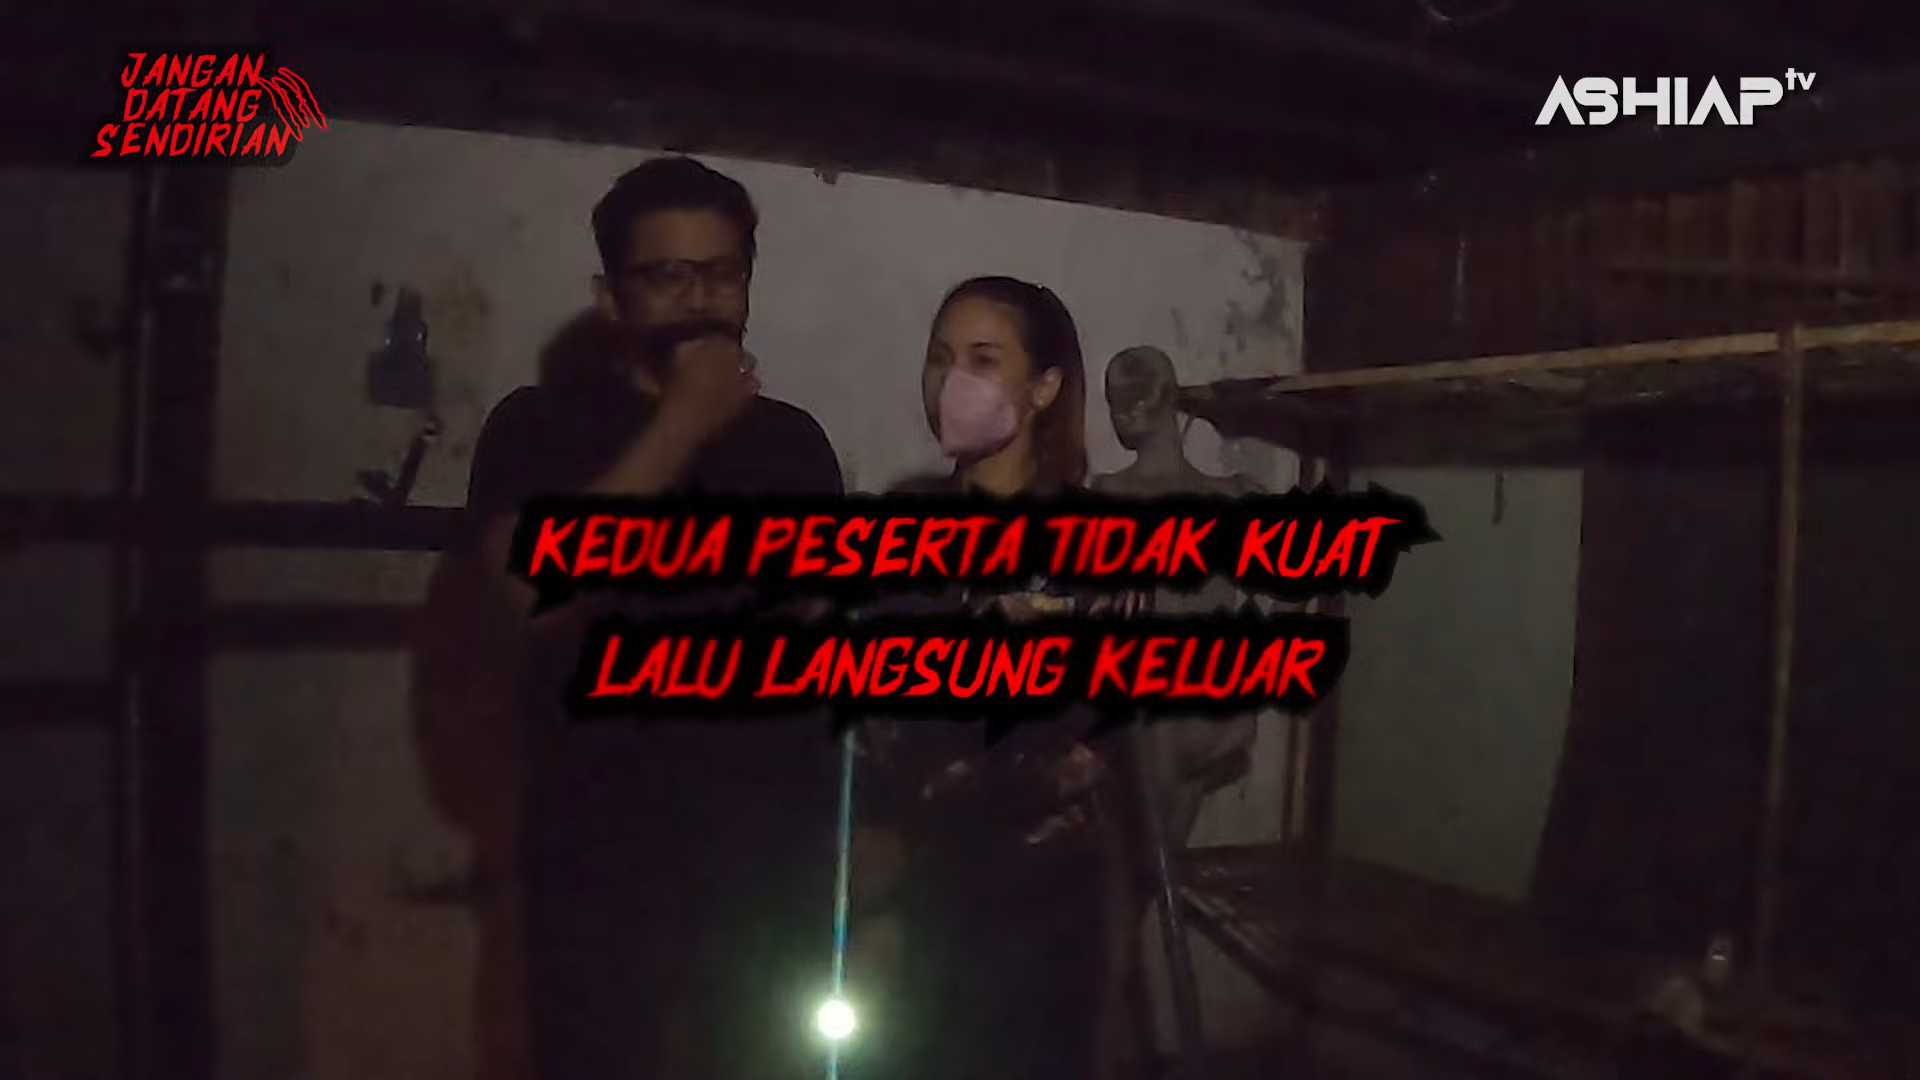 JANGAN
DATANG
SENDIRIAN
ASHIAP tv
KEDUA PESERTA TIDAK KUAT
LALU LANGSUNG KELUAR